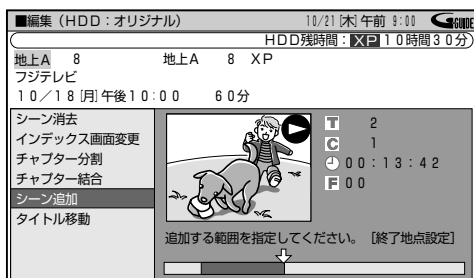 ■編集(HDD:オリジナル) 10/21[木]午前 9:00 G-GUIDE
HDD残時間:XP10時間30分
地上A 8 地上A 8 XP
フジテレビ
10/18[月]午後10:00 60分
シーン消去
インデックス画面変更
チャプター分割
チャプター結合
シーン追加
タイトル移動
T 2
C 1
00:13:42
F 00
追加する範囲を指定してください。[終了地点設定]